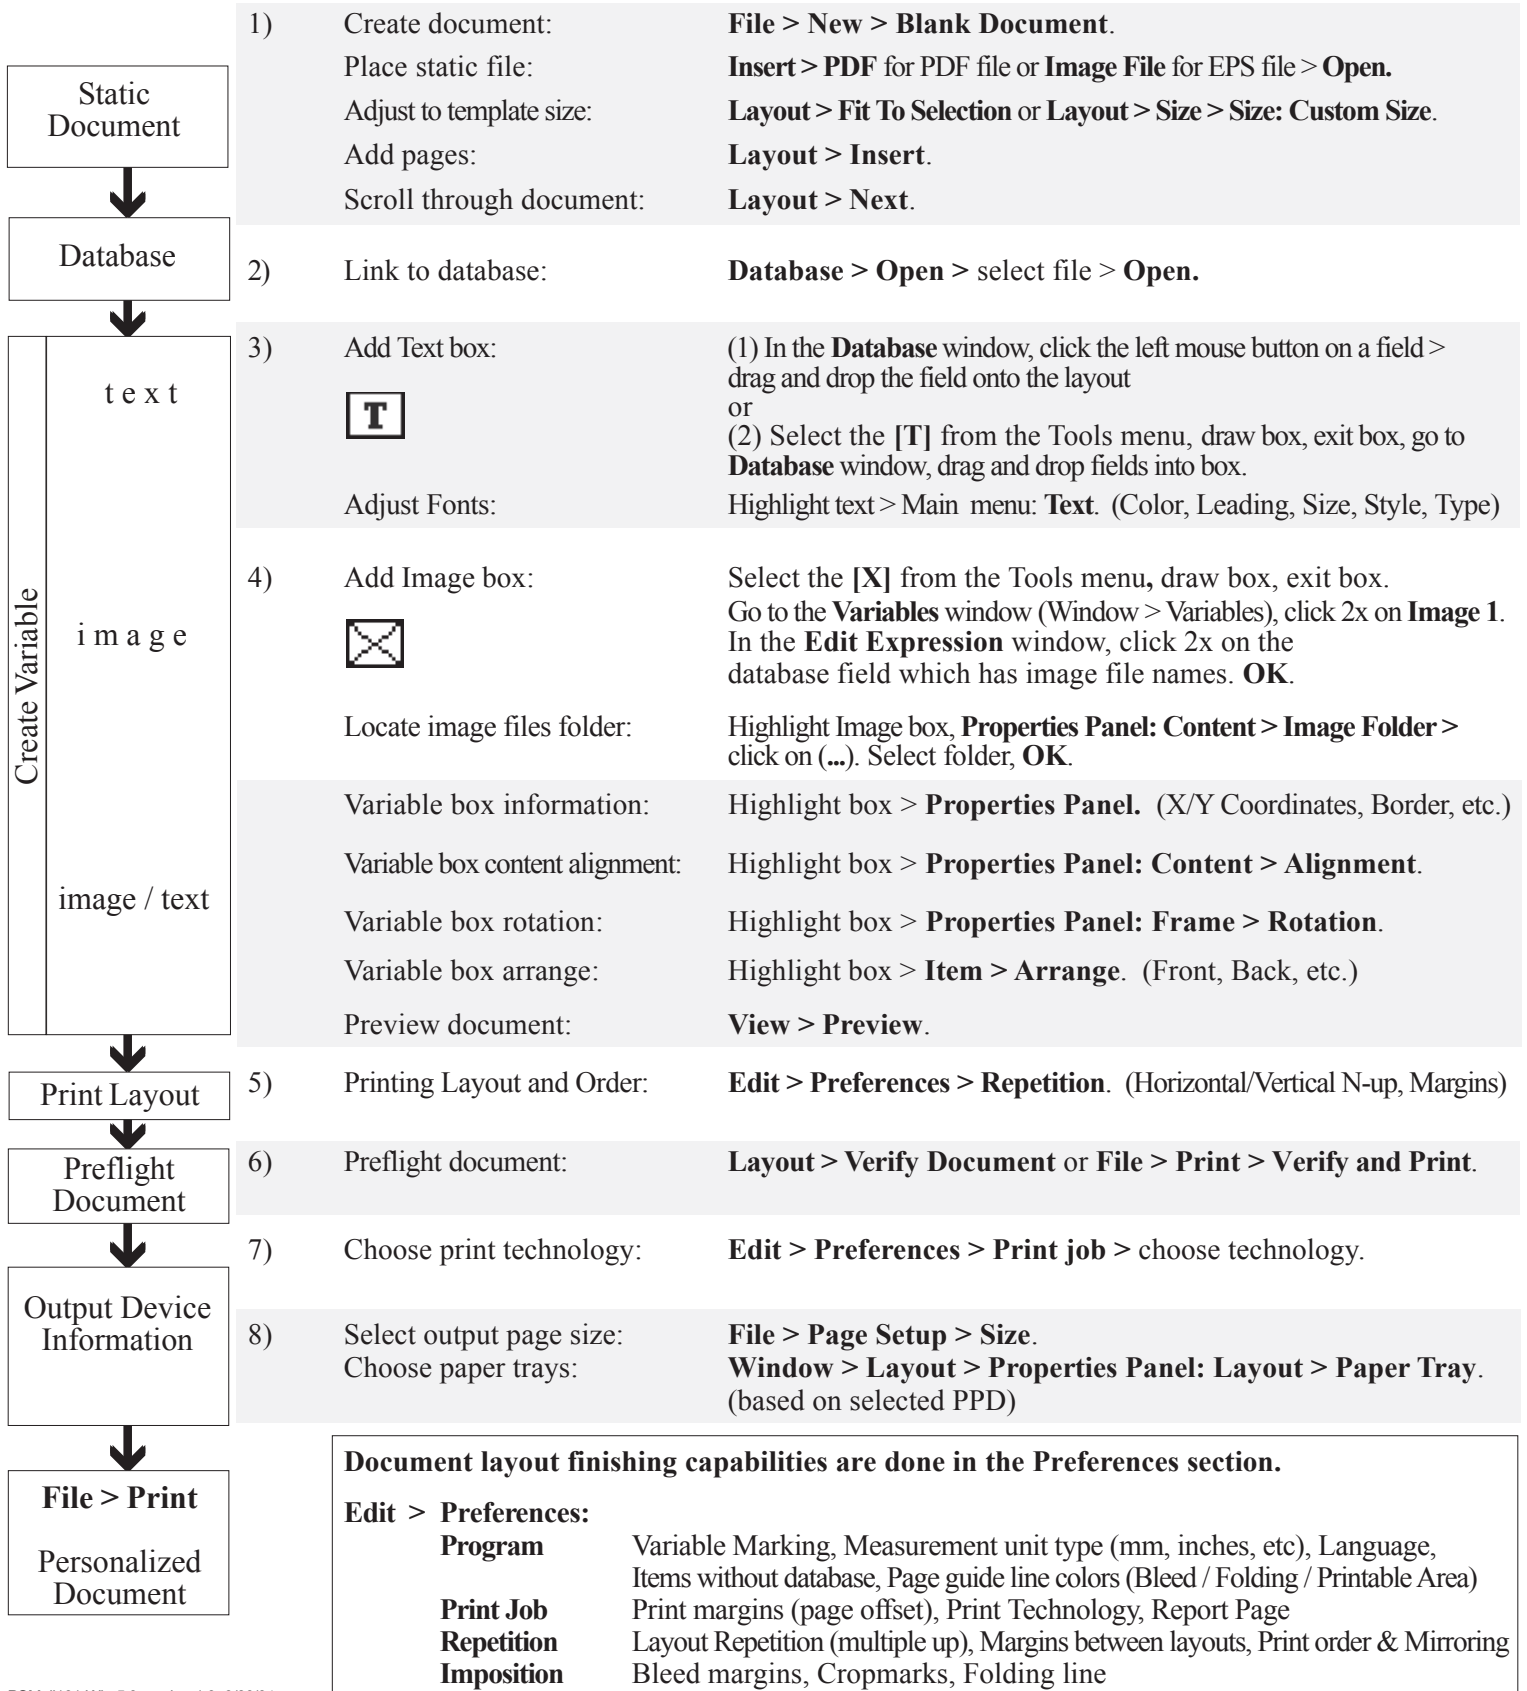 Static
Document
Database
Create Variable
text
image
image / text
Print Layout
Preflight
Document
Output Device
Information
File > Print
Personalized
Document
1) Create document: File > New > Blank Document.
Place static file: Insert > PDF for PDF file or Image File for EPS file > Open.
Adjust to template size: Layout > Fit To Selection or Layout > Size > Size: Custom Size.
Add pages: Layout > Insert.
Scroll through document: Layout > Next.
2) Link to database: Database > Open > select file > Open.
3) Add Text box: (1) In the Database window, click the left mouse button on a field >
drag and drop the field onto the layout
T
or
(2) Select the [T] from the Tools menu, draw box, exit box, go to
Database window, drag and drop fields into box.
Adjust Fonts: Highlight text > Main menu: Text. (Color, Leading, Size, Style, Type)
4) Add Image box: Select the [X] from the Tools menu, draw box, exit box.
Go to the Variables window (Window > Variables), click 2x on Image 1.
In the Edit Expression window, click 2x on the
database field which has image file names. OK.
Locate image files folder: Highlight Image box, Properties Panel: Content > Image Folder >
click on (...). Select folder, OK.
Variable box information: Highlight box > Properties Panel. (X/Y Coordinates, Border, etc.)
Variable box content alignment: Highlight box > Properties Panel: Content > Alignment.
Variable box rotation: Highlight box > Properties Panel: Frame > Rotation.
Variable box arrange: Highlight box > Item > Arrange. (Front, Back, etc.)
Preview document: View > Preview.
5) Printing Layout and Order: Edit > Preferences > Repetition. (Horizontal/Vertical N-up, Margins)
6) Preflight document: Layout > Verify Document or File > Print > Verify and Print.
7) Choose print technology: Edit > Preferences > Print job > choose technology.
8) Select output page size: File > Page Setup > Size.
Choose paper trays: Window > Layout > Properties Panel: Layout > Paper Tray.
(based on selected PPD)
Document layout finishing capabilities are done in the Preferences section.
Edit > Preferences:
Program Variable Marking, Measurement unit type (mm, inches, etc), Language,
Items without database, Page guide line colors (Bleed / Folding / Printable Area)
Print Job Print margins (page offset), Print Technology, Report Page
Repetition Layout Repetition (multiple up), Margins between layouts, Print order & Mirroring
Imposition Bleed margins, Cropmarks, Folding line